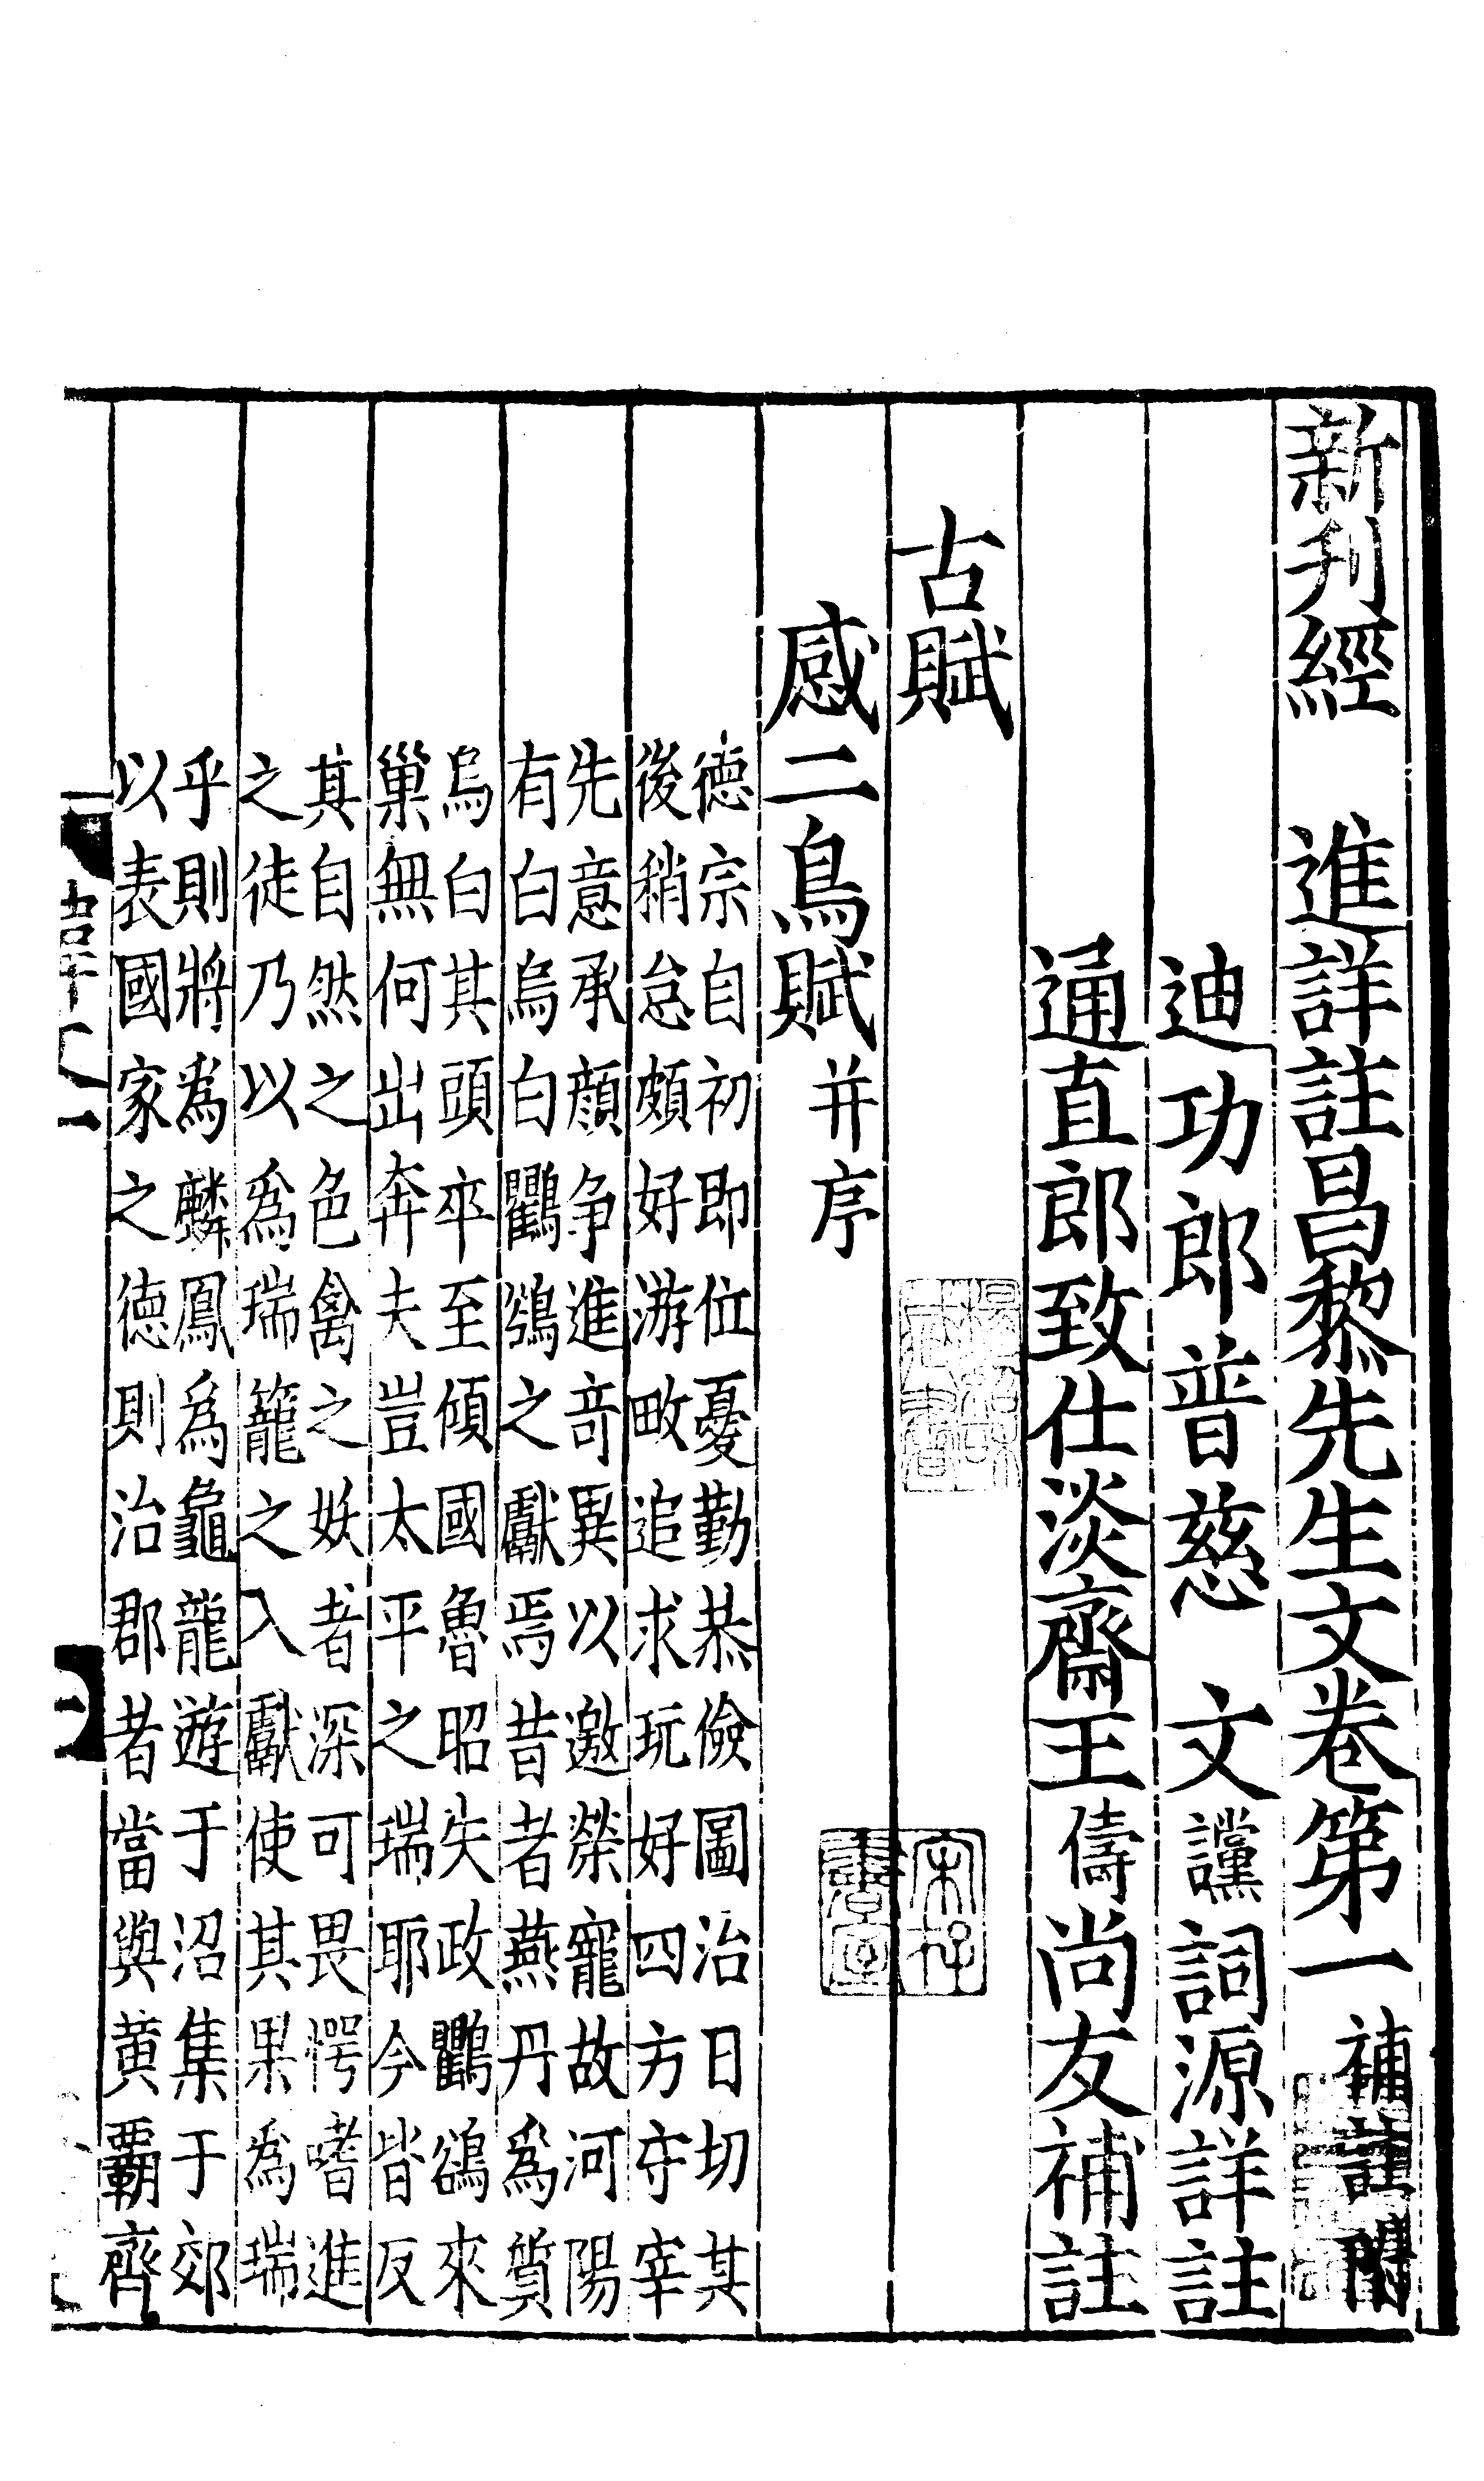 新刋經　進詳註昌黎先生文卷第一補註附
迪功郎普慈　文讜詞源詳註
通直郎致仕淡齋王儔尚友補註
古賦
感二鳥賦并序
德宗自初即位憂勤恭儉圖治日切其
後稍怠頗好游畋追求玩好四方守宰
先意承顔争進竒異以邀榮寵故河陽
有白烏白鸜鵒之獻焉昔者燕丹爲質
烏白其頭卒至傾國魯昭失政鸜鵒來
巢無何出奔夫豈太平之瑞耶今皆反
其自然之色禽之妖者深可畏愕嗜進
之徒乃以爲瑞籠之入獻使其果爲瑞
乎則將爲麟鳳爲龜龍遊于沼集于郊
以表國家之德則治郡者當與黄霸齊
韓一